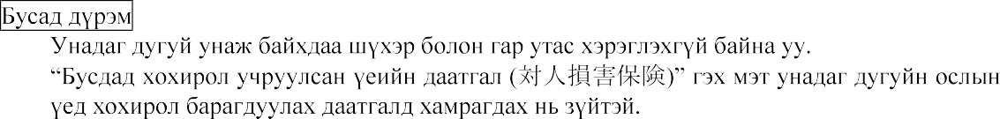 Бусад дүрэм
Унадаг дугуй унаж байхдаа шүхэр болон гар утас хэрэглэхгүй байна уу.
“Бусдад хохирол учруулсан үеийн даатгал (対人損害保険)” гэх мэт унадаг дугуйн ослын
үед хохирол барагдуулах даатгалд хамрагдах нь зүйтэй.